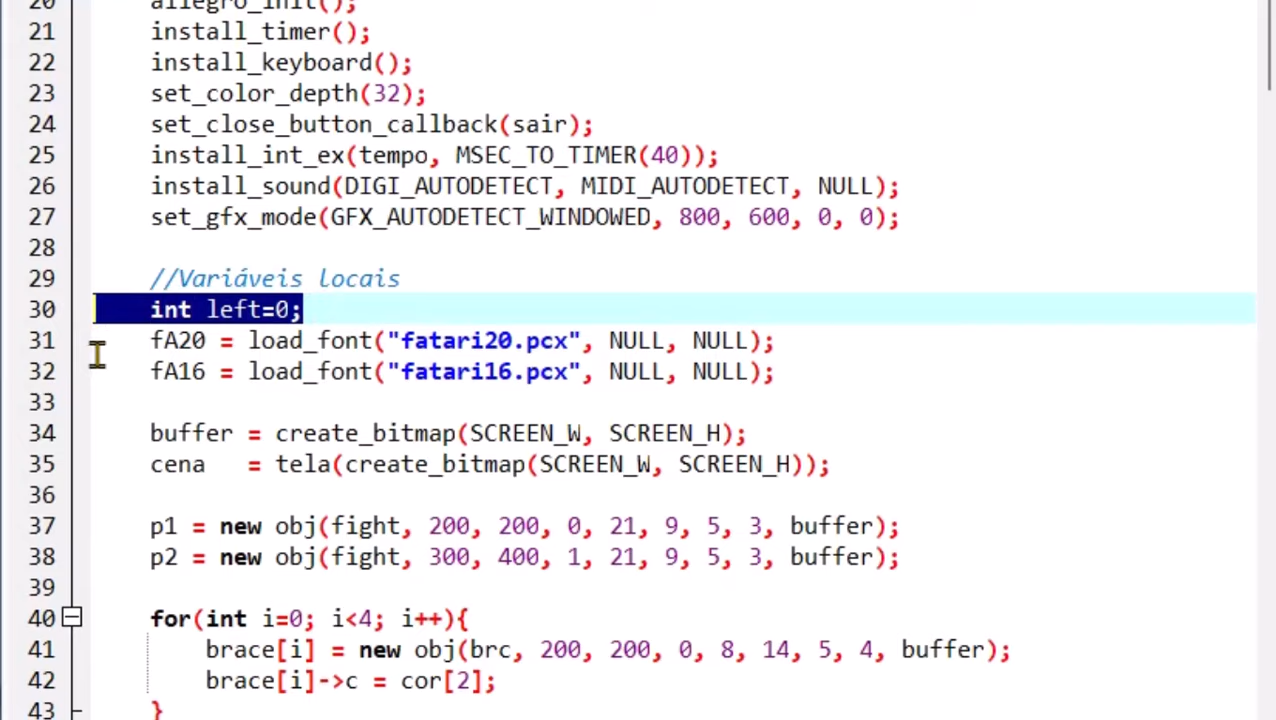 20 allegro_init();
21 install_timer();
22 install_keyboard();
23 set_color_depth(32);
24 set_close_button_callback(sair);
25 install_int_ex(tempo, MSEC_TO_TIMER(40));
26 install_sound(DIGI_AUTODETECT, MIDI_AUTODETECT, NULL);
27 set_gfx_mode(GFX_AUTODETECT_WINDOWED, 800, 600, 0, 0);
28
29 //Variáveis locais
30 int left=0;
31 fA20 = load_font("fatari20.pcx", NULL, NULL);
32 fA16 = load_font("fatari16.pcx", NULL, NULL);
33
34 buffer = create_bitmap(SCREEN_W, SCREEN_H);
35 cena   = tela(create_bitmap(SCREEN_W, SCREEN_H));
36
37 p1 = new obj(fight, 200, 200, 0, 21, 9, 5, 3, buffer);
38 p2 = new obj(fight, 300, 400, 1, 21, 9, 5, 3, buffer);
39
40 for(int i=0; i<4; i++){
41 brace[i] = new obj(brc, 200, 200, 0, 8, 14, 5, 4, buffer);
42 brace[i]->c = cor[2];
43 }